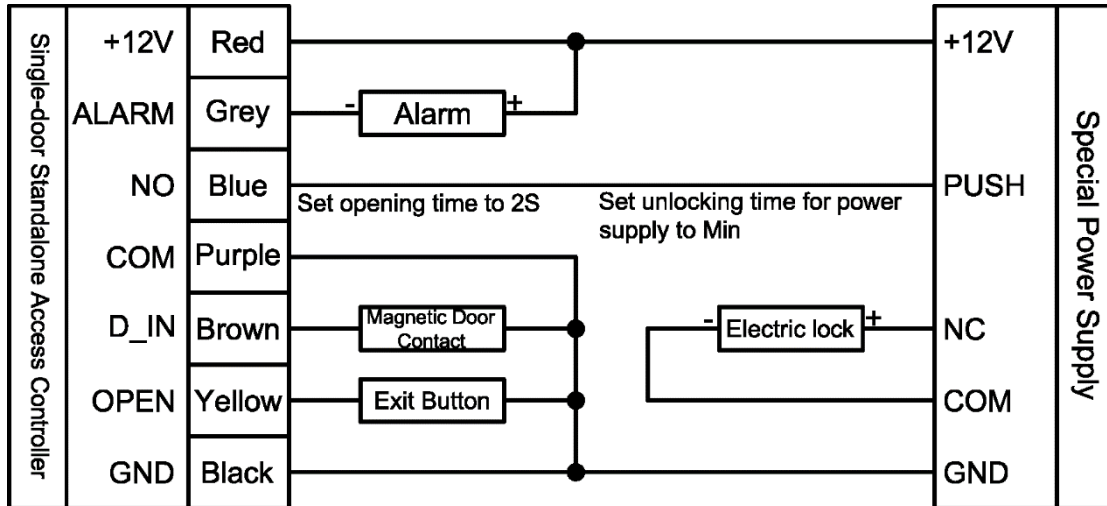 Single-door Standalone Access Controller
+12V Red +12V
ALARM Grey - Alarm +
NO Blue PUSH
Set opening time to 2S
Set unlocking time for power
supply to Min
COM Purple
D_IN Brown
Magnetic Door
Contact
- Electric lock + NC
OPEN Yellow Exit Button COM
GND Black GND
Special Power Supply